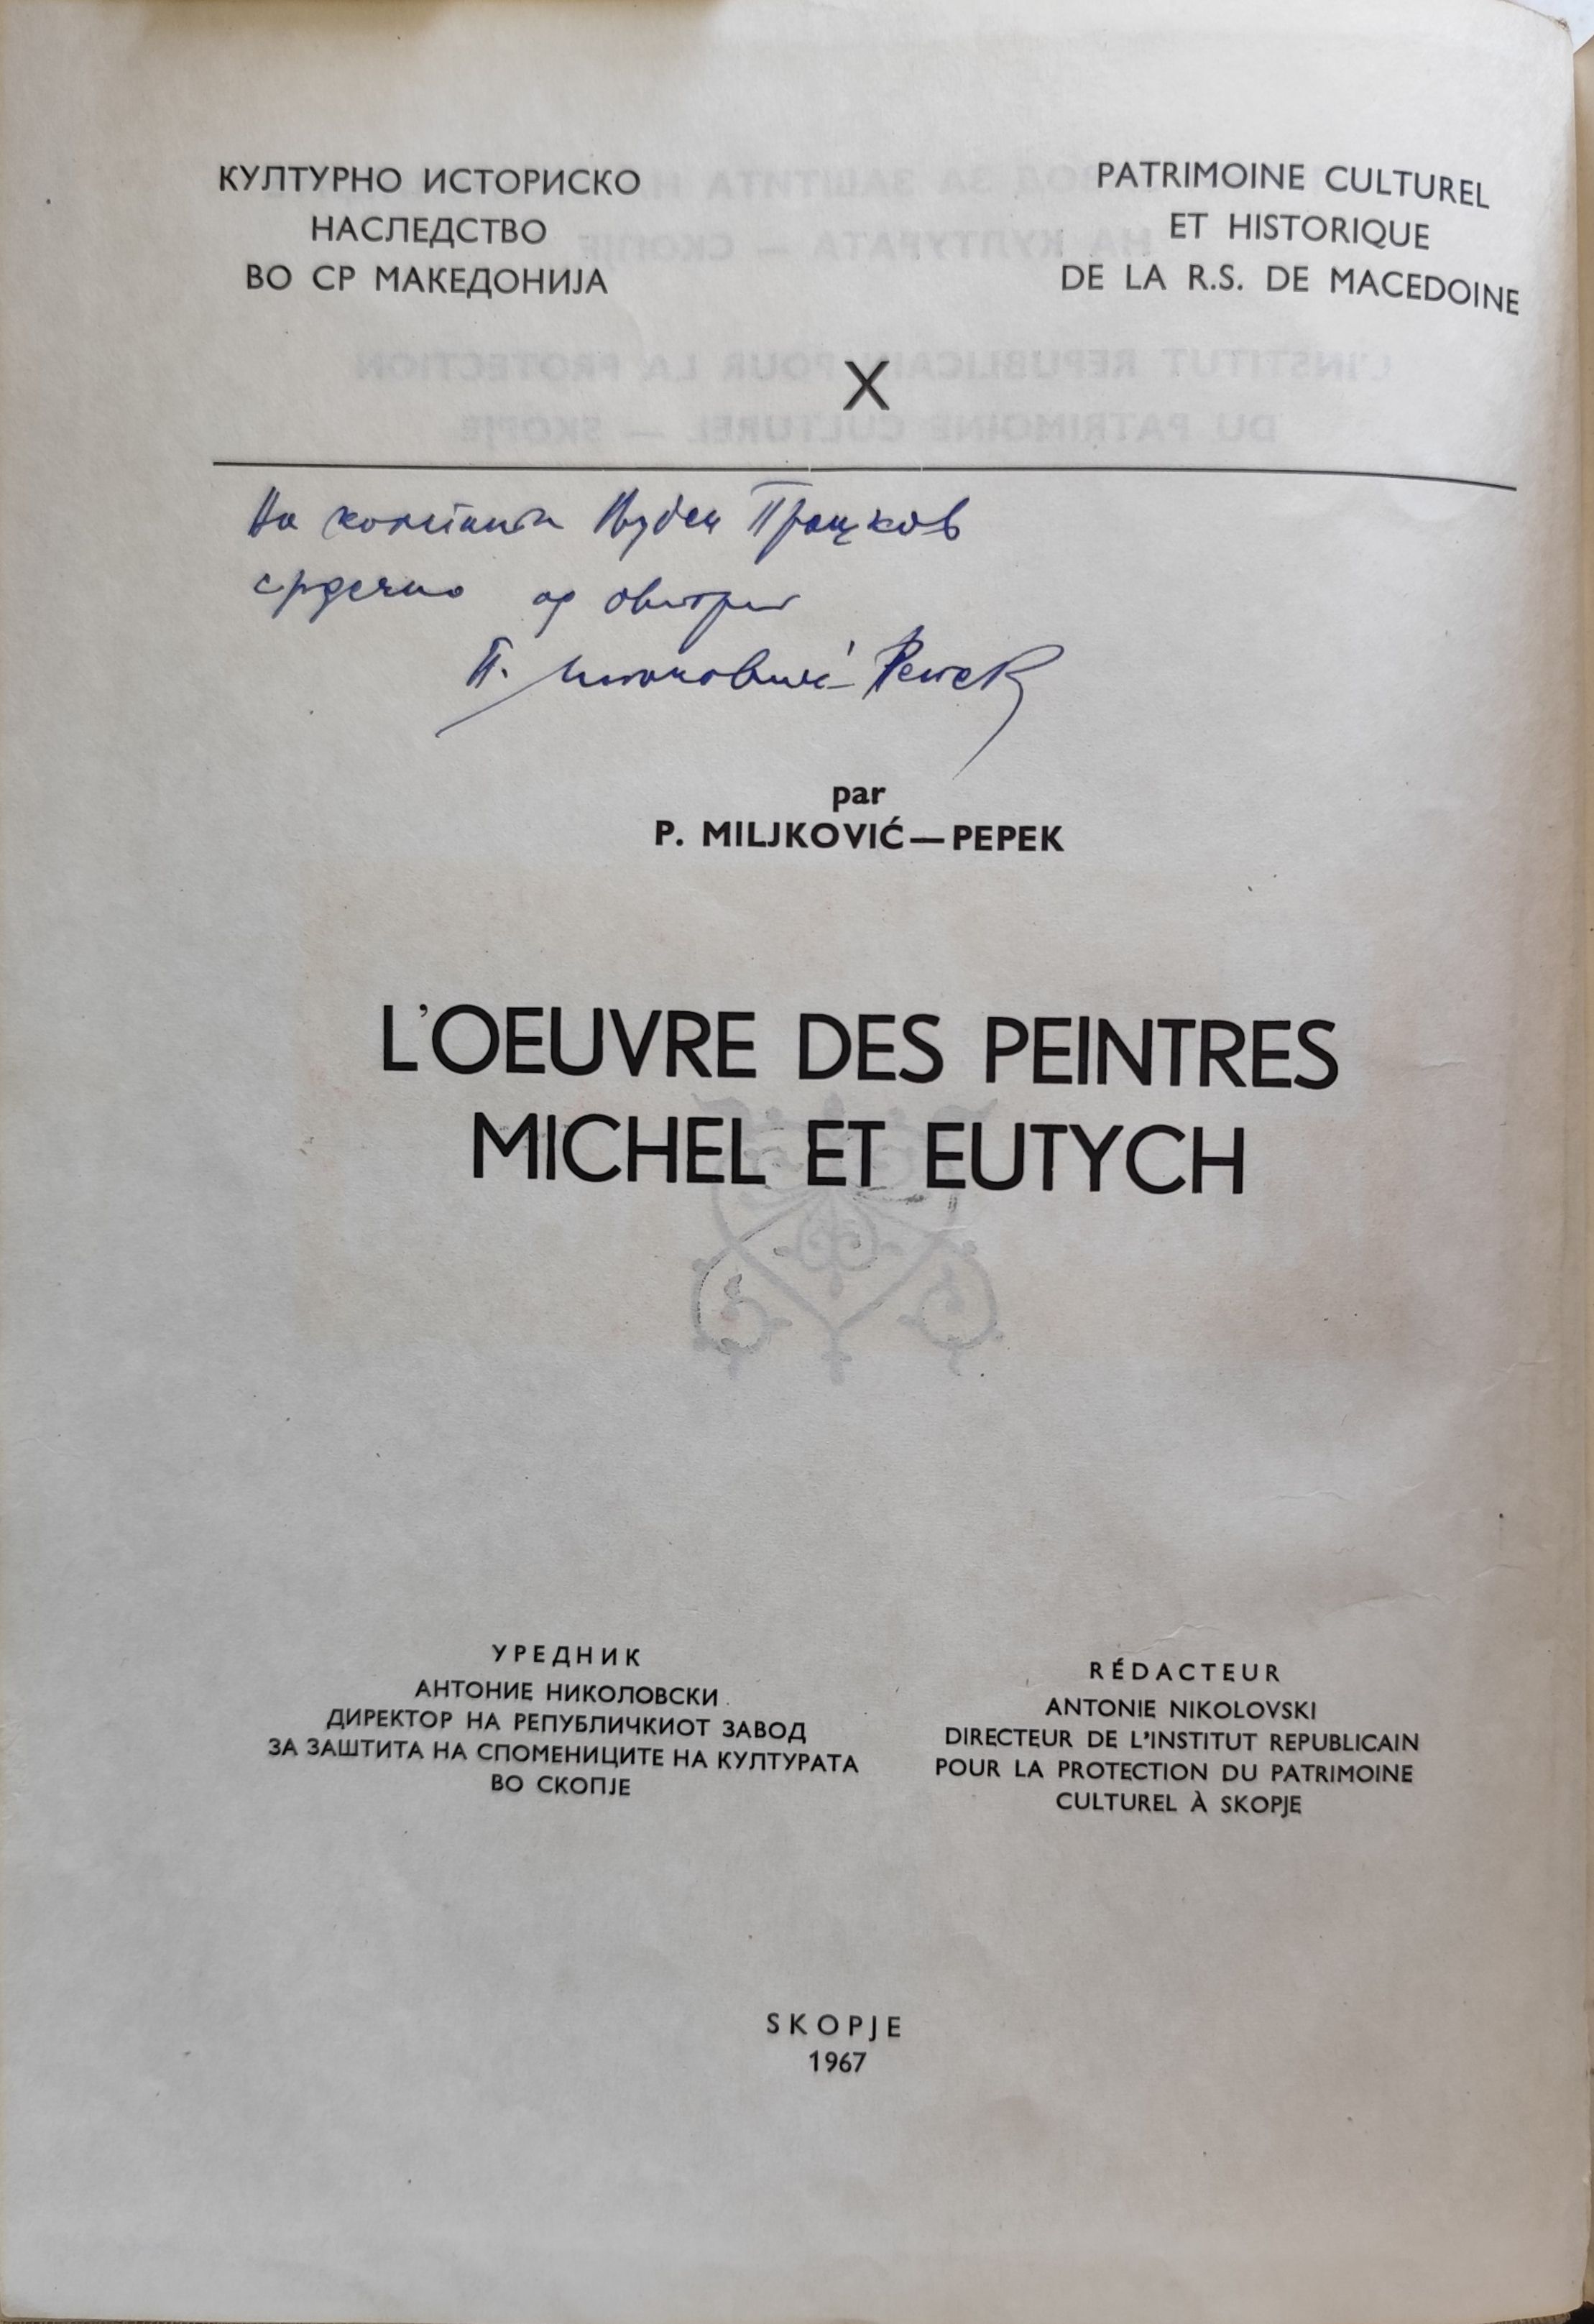 КУЛТУРНО ИСТОРИСКО
НАСЛЕДСТВО
ВО СР МАКЕДОНИЈА
PATRIMOINE CULTUREL
ET HISTORIQUE
DE LA R.S. DE MACEDOINE
X
На
срдечно од авторот
П. Миљковиќ-Пепек
par
P. MILJKOVIĆ—PEPEK
L'OEUVRE DES PEINTRES
MICHEL ET EUTYCH
УРЕДНИК
АНТОНИЕ НИКОЛОВСКИ
ДИРЕКТОР НА РЕПУБЛИЧКИОТ ЗАВОД
ЗА ЗАШТИТА НА СПОМЕНИЦИТЕ НА КУЛТУРАТА
ВО СКОПЈЕ
RÉDACTEUR
ANTONIE NIKOLOVSKI
DIRECTEUR DE L'INSTITUT REPUBLICAIN
POUR LA PROTECTION DU PATRIMOINE
CULTUREL À SKOPJE
SKOPJE
1967